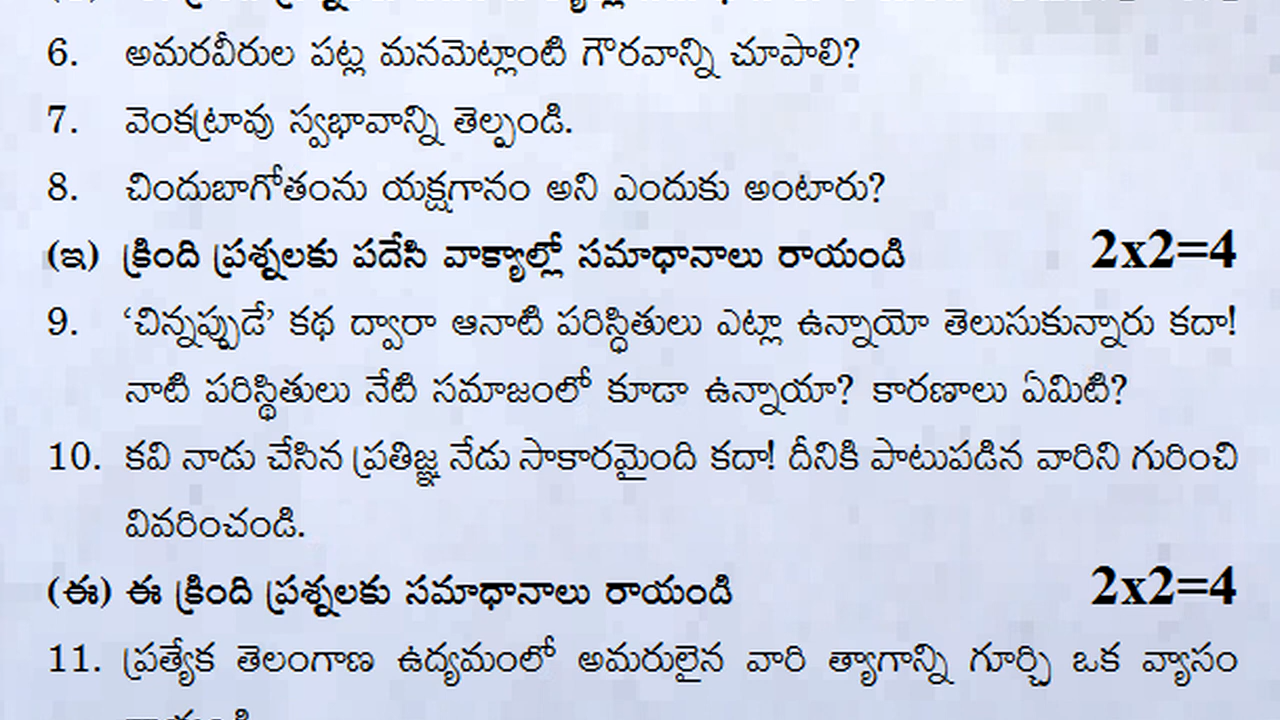 6. అమరవీరుల పట్ల మనమెట్లాంటి గౌరవాన్ని చూపాలి?
7. వెంకట్రావు స్వభావాన్ని తెల్పండి.
8. చిందుబాగోతంను యక్షగానం అని ఎందుకు అంటారు?
(ఇ) క్రింది ప్రశ్నలకు పదేసి వాక్యాల్లో సమాధానాలు రాయండి 2x2=4
9. ‘చిన్నప్పుడే’ కథ ద్వారా ఆనాటి పరిస్ధితులు ఎట్లా ఉన్నాయో తెలుసుకున్నారు కదా!
నాటి పరిస్థితులు నేటి సమాజంలో కూడా ఉన్నాయా? కారణాలు ఏమిటి?
10. కవి నాడు చేసిన ప్రతిజ్ఞ నేడు సాకారమైంది కదా! దీనికి పాటుపడిన వారిని గురించి
వివరించండి.
(ఈ) ఈ క్రింది ప్రశ్నలకు సమాధానాలు రాయండి 2x2=4
11. ప్రత్యేక తెలంగాణ ఉద్యమంలో అమరులైన వారి త్యాగాన్ని గూర్చి ఒక వ్యాసం